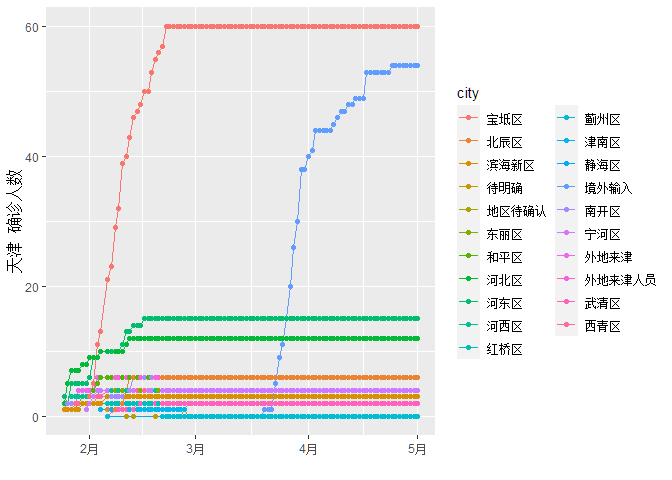 60
40
20
0
天津 确诊人数
2月
3月
4月
5月
city
宝坻区
北辰区
滨海新区
待明确
地区待确认
东丽区
和平区
河北区
河东区
河西区
红桥区
蓟州区
津南区
静海区
境外输入
南开区
宁河区
外地来津
外地来津人员
武清区
西青区